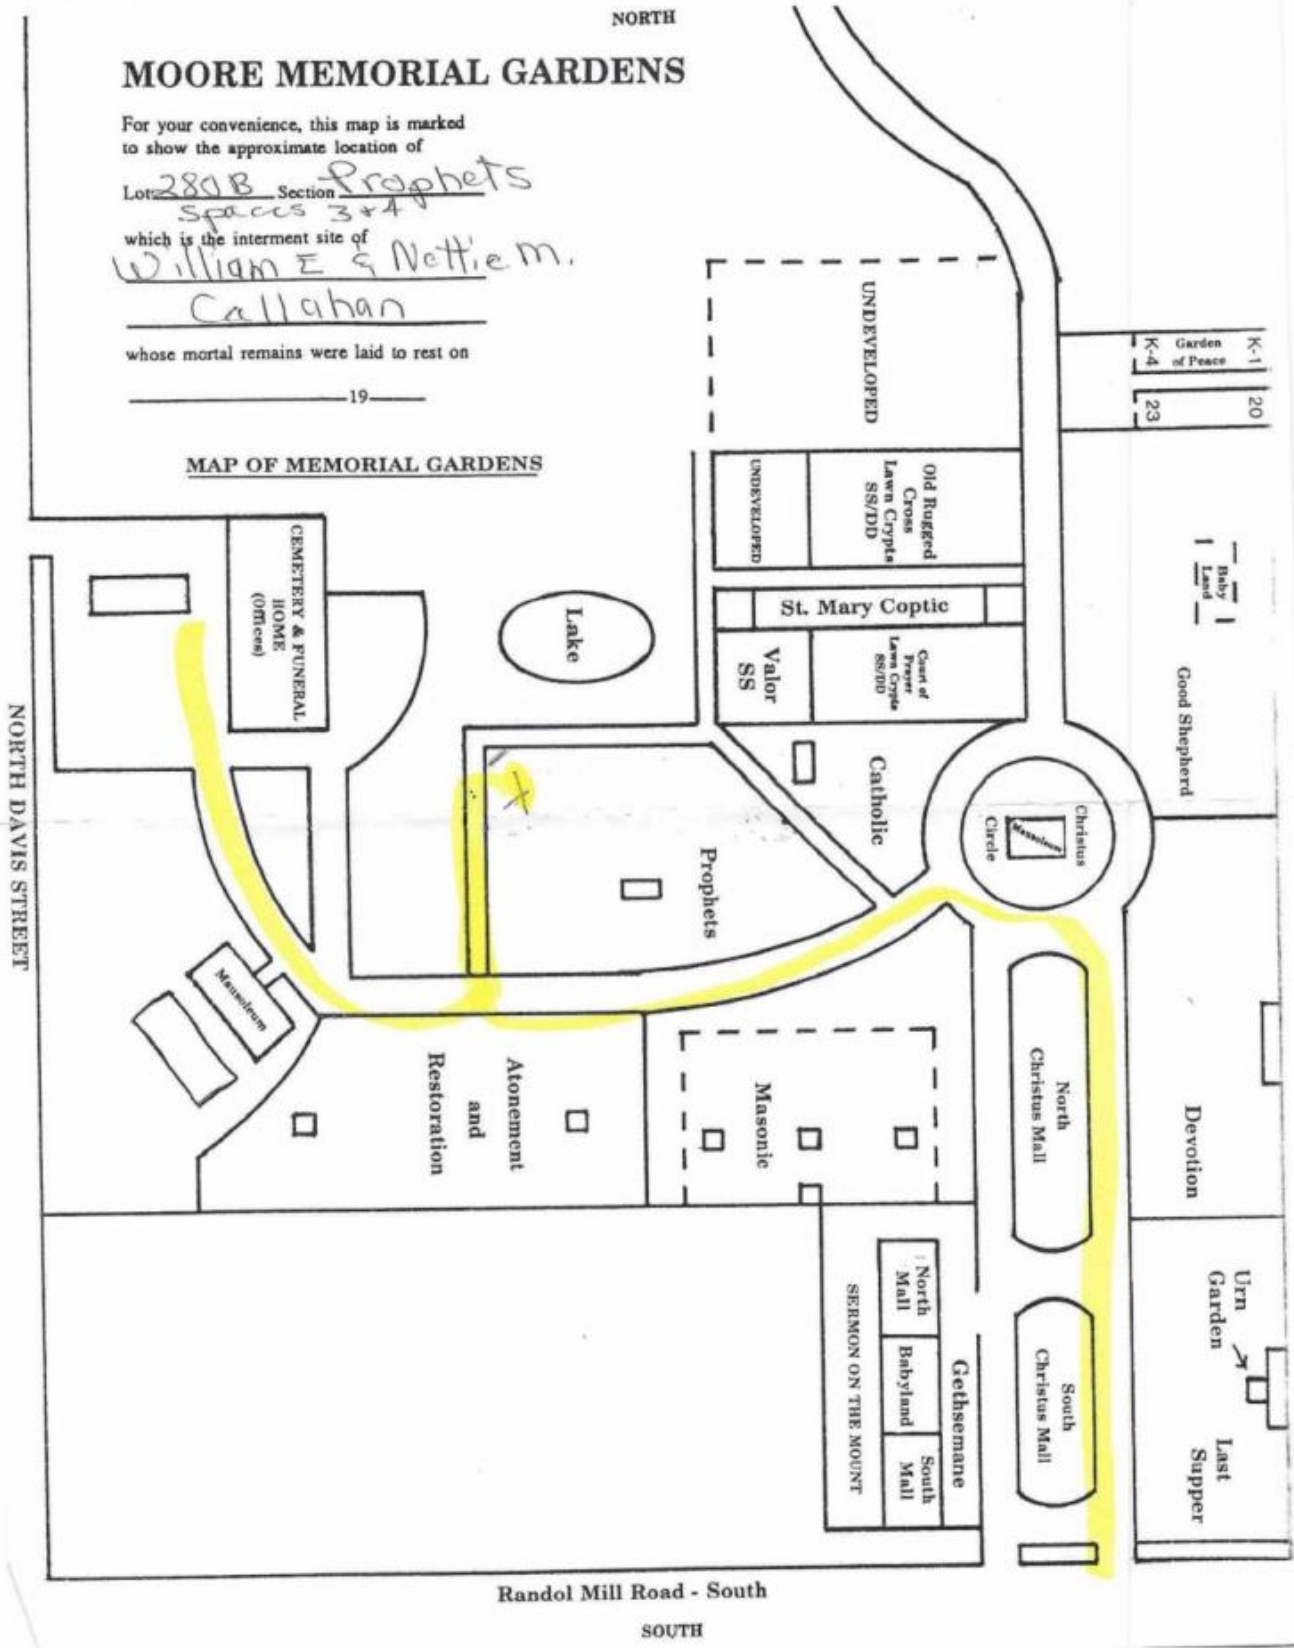 NORTH
MOORE MEMORIAL GARDENS
For your convenience, this map is marked
to show the approximate location of
Lot 280B Section Prophets
Spaces 3+4
which is the interment site of
William E & Nettie M.
Callahan
whose mortal remains were laid to rest on
19
MAP OF MEMORIAL GARDENS
UNDEVELOPED
K-4
Garden
of Peace
K-1
23
20
UNDEVELOPED
Old Rugged
Cross
Lawn Crypts
SS/DD
Baby
Land
CEMETERY & FUNERAL
HOME
(Offices)
Lake
St. Mary Coptic
Valor
SS
Court of
Prayer
Lawn Crypts
SS/DD
Good Shepherd
Catholic
Christus
Mausoleum
Circle
Prophets
NORTH DAVIS STREET
Mausoleum
Atonement
and
Restoration
Masonic
North
Christus Mall
Devotion
Urn
Garden
North
Mall
Babyland
South
Mall
SERMON ON THE MOUNT
Gethsemane
South
Christus Mall
Last
Supper
Randol Mill Road - South
SOUTH